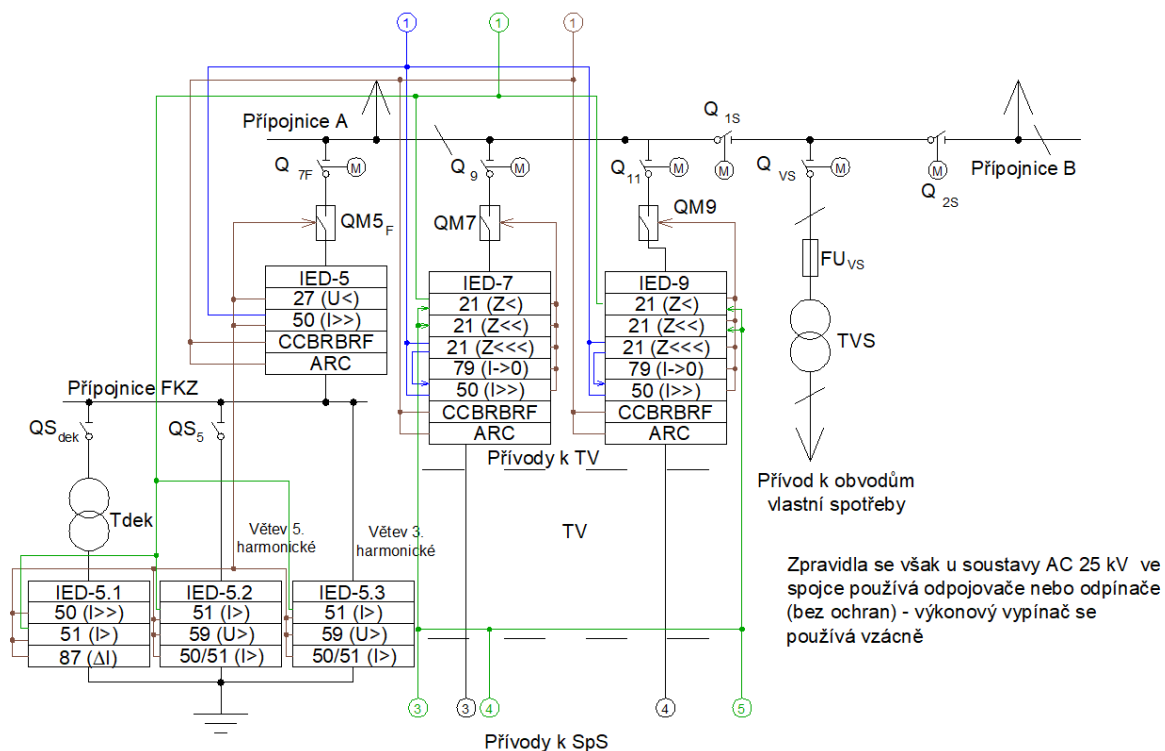 1
1
1
Q 1S
Přípojnice A
Přípojnice B
Q 7F
M
Q 9
M
Q 11
M
M
Q VS
M
M
Q 2S
QM5 F
QM7
QM9
FU VS
TVS
IED-5
27 (U<)
50 (I>>)
CCBRBRF
ARC
IED-7
21 (Z<)
21 (Z<<)
21 (Z<<<)
79 (I->0)
50 (I>>)
CCBRBRF
ARC
IED-9
21 (Z<)
21 (Z<<)
21 (Z<<<)
79 (I->0)
50 (I>>)
CCBRBRF
ARC
Přípojnice FKZ
QS dek
QS 5
Přívody k TV
Přívod k obvodům
vlastní spotřeby
Tdek
Větev 5.
harmonické
Větev 3.
harmonické
TV
Zpravidla se však u soustavy AC 25 kV ve
spojce používá odpojovače nebo odpínače
(bez ochran) - výkonový vypínač se
používá vzácně
IED-5.1
50 (I>>)
51 (I>)
87 (ΔI)
IED-5.2
51 (I>)
59 (U>)
50/51 (I>)
IED-5.3
51 (I>)
59 (U>)
50/51 (I>)
3
3
4
4
5
Přívody k SpS